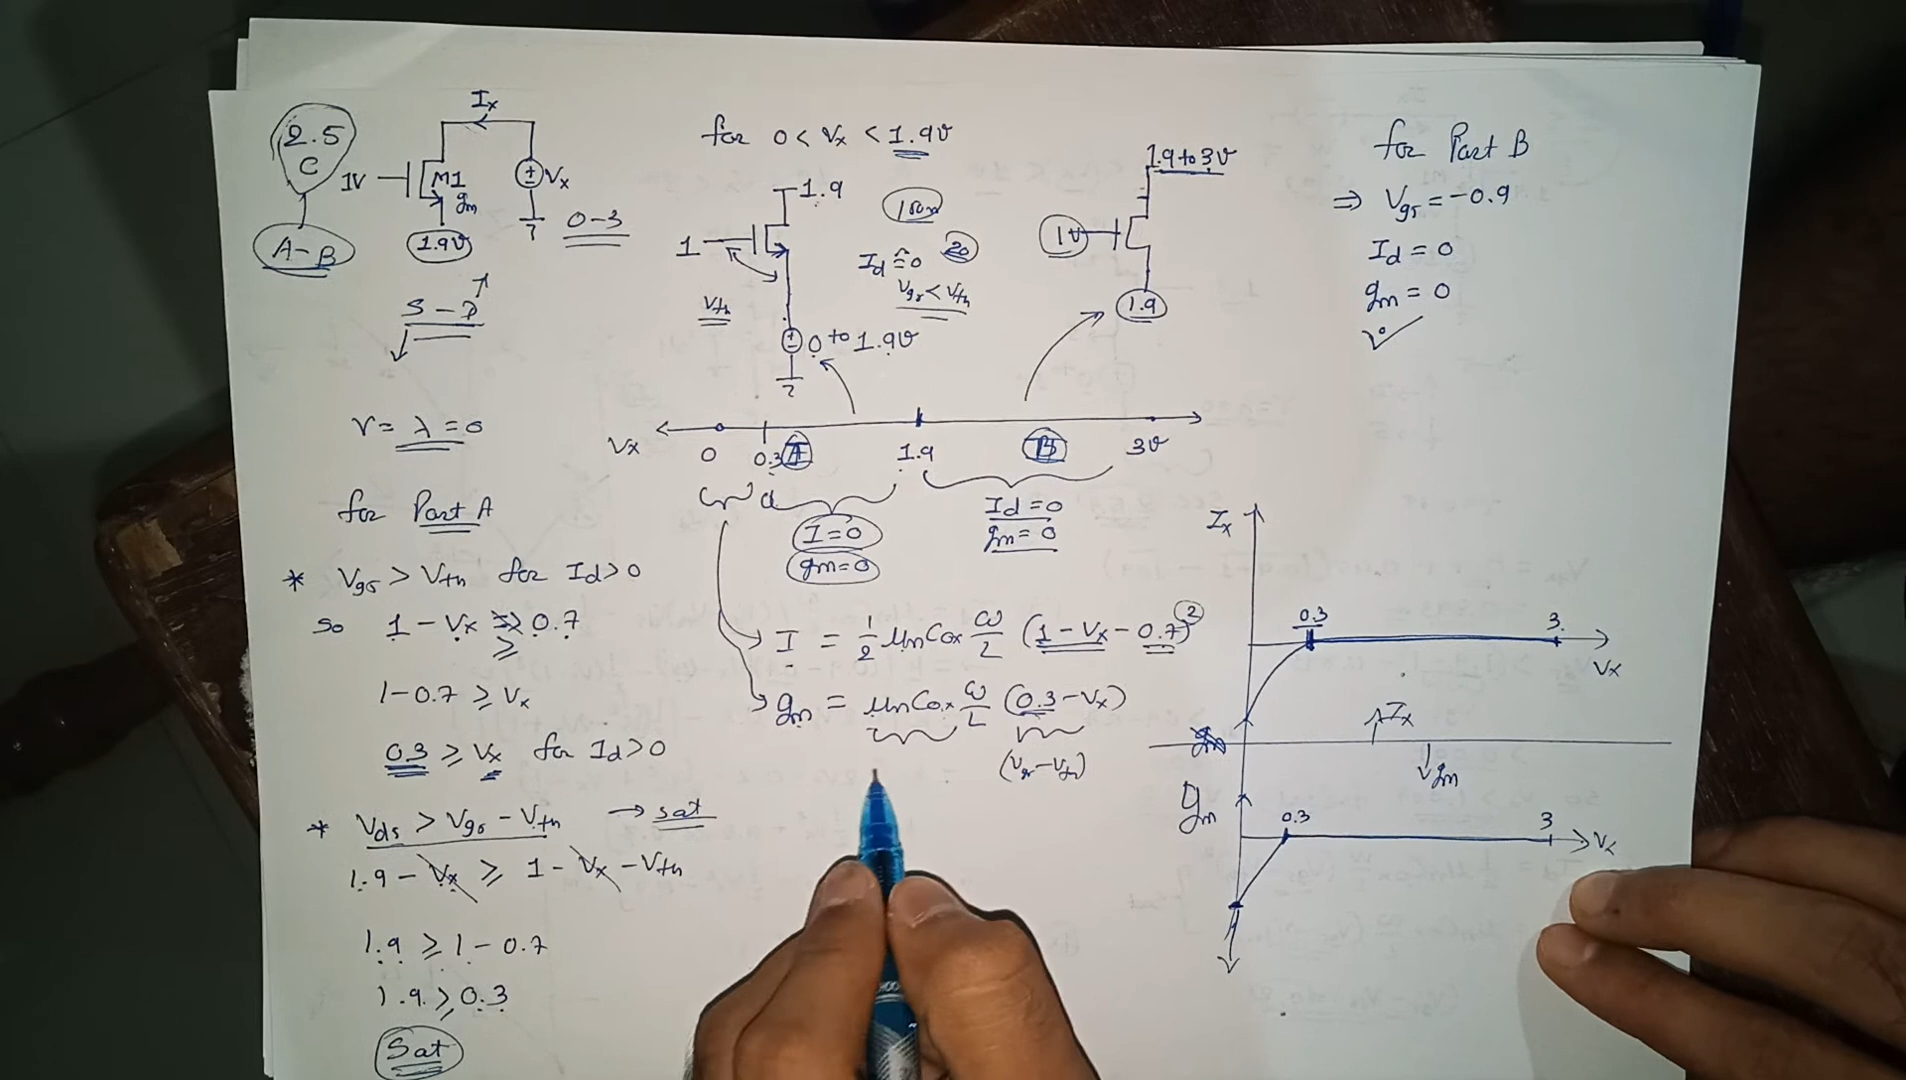 2.5
C
A-B
Ix
1V
M1
gm
Vx
1.9V
0-3
γ = λ = 0
for Part A
* Vgs > Vth for Id>0
so 1 - Vx ≥ 0.7
1-0.7 ≥ Vx
0.3 ≥ Vx for Id>0
* Vds > Vgs - Vth → sat
1.9 - Vx ≥ 1 - Vx - Vth
1.9 ≥ 1 - 0.7
1.9 ≥ 0.3
Sat
for 0 < Vx < 1.9V
1.9
1
Vth
Id ≈ 0
20
Vgs < Vth
0 to 1.9V
1.9 to 3V
1V
1.9
Vx
0
0.3
A
1.9
B
3V
I=0
gm=0
Id=0
gm=0
I = 1/2 μnCox W/L (1 - Vx - 0.7)²
gm = μnCox W/L (0.3 - Vx)
(Vgs-Vth)
for Part B
⇒ Vgs = -0.9
Id = 0
gm = 0
Ix
0.3
3
Vx
Ix
gm
gm
0.3
3
Vx